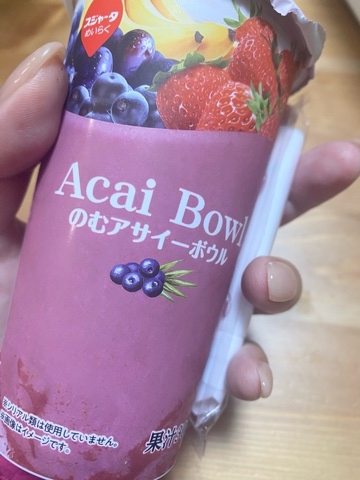 スジャータ
めいらく
Acai Bowl
のむアサイーボウル
シリアル類は使用していません。
はイメージです。
果汁